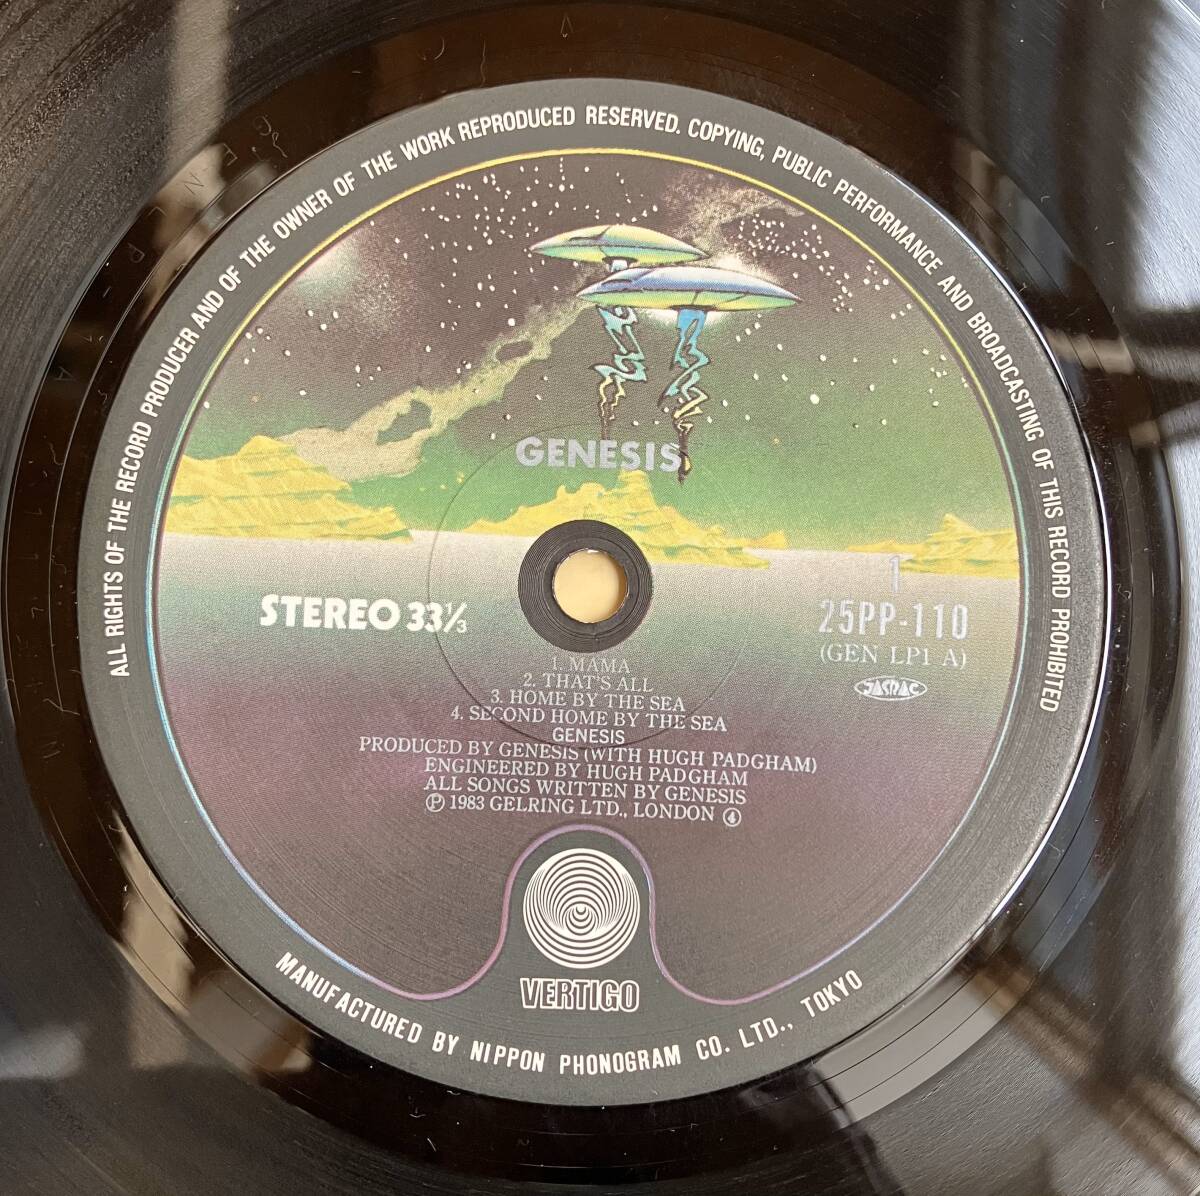 ALL RIGHTS OF THE RECORD PRODUCER AND OF THE OWNER OF THE WORK REPRODUCED RESERVED. COPYING, PUBLIC PERFORMANCE AND BROADCASTING OF THIS RECORD PROHIBITED
GENESIS
1
STEREO 33⅓
25PP-110
(GEN LP1 A)
JASRAC
1. MAMA
2. THAT'S ALL
3. HOME BY THE SEA
4. SECOND HOME BY THE SEA
GENESIS
PRODUCED BY GENESIS (WITH HUGH PADGHAM)
ENGINEERED BY HUGH PADGHAM
ALL SONGS WRITTEN BY GENESIS
Ⓟ 1983 GELRING LTD., LONDON ④
VERTIGO
MANUFACTURED BY NIPPON PHONOGRAM CO. LTD., TOKYO